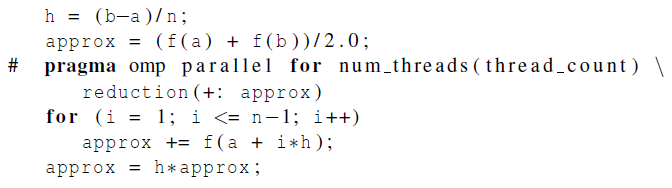 h = (b-a)/n;
approx = (f(a) + f(b))/2.0;
# pragma omp parallel for num_threads(thread_count) \
reduction(+: approx)
for (i = 1; i <= n-1; i++)
approx += f(a + i*h);
approx = h*approx;